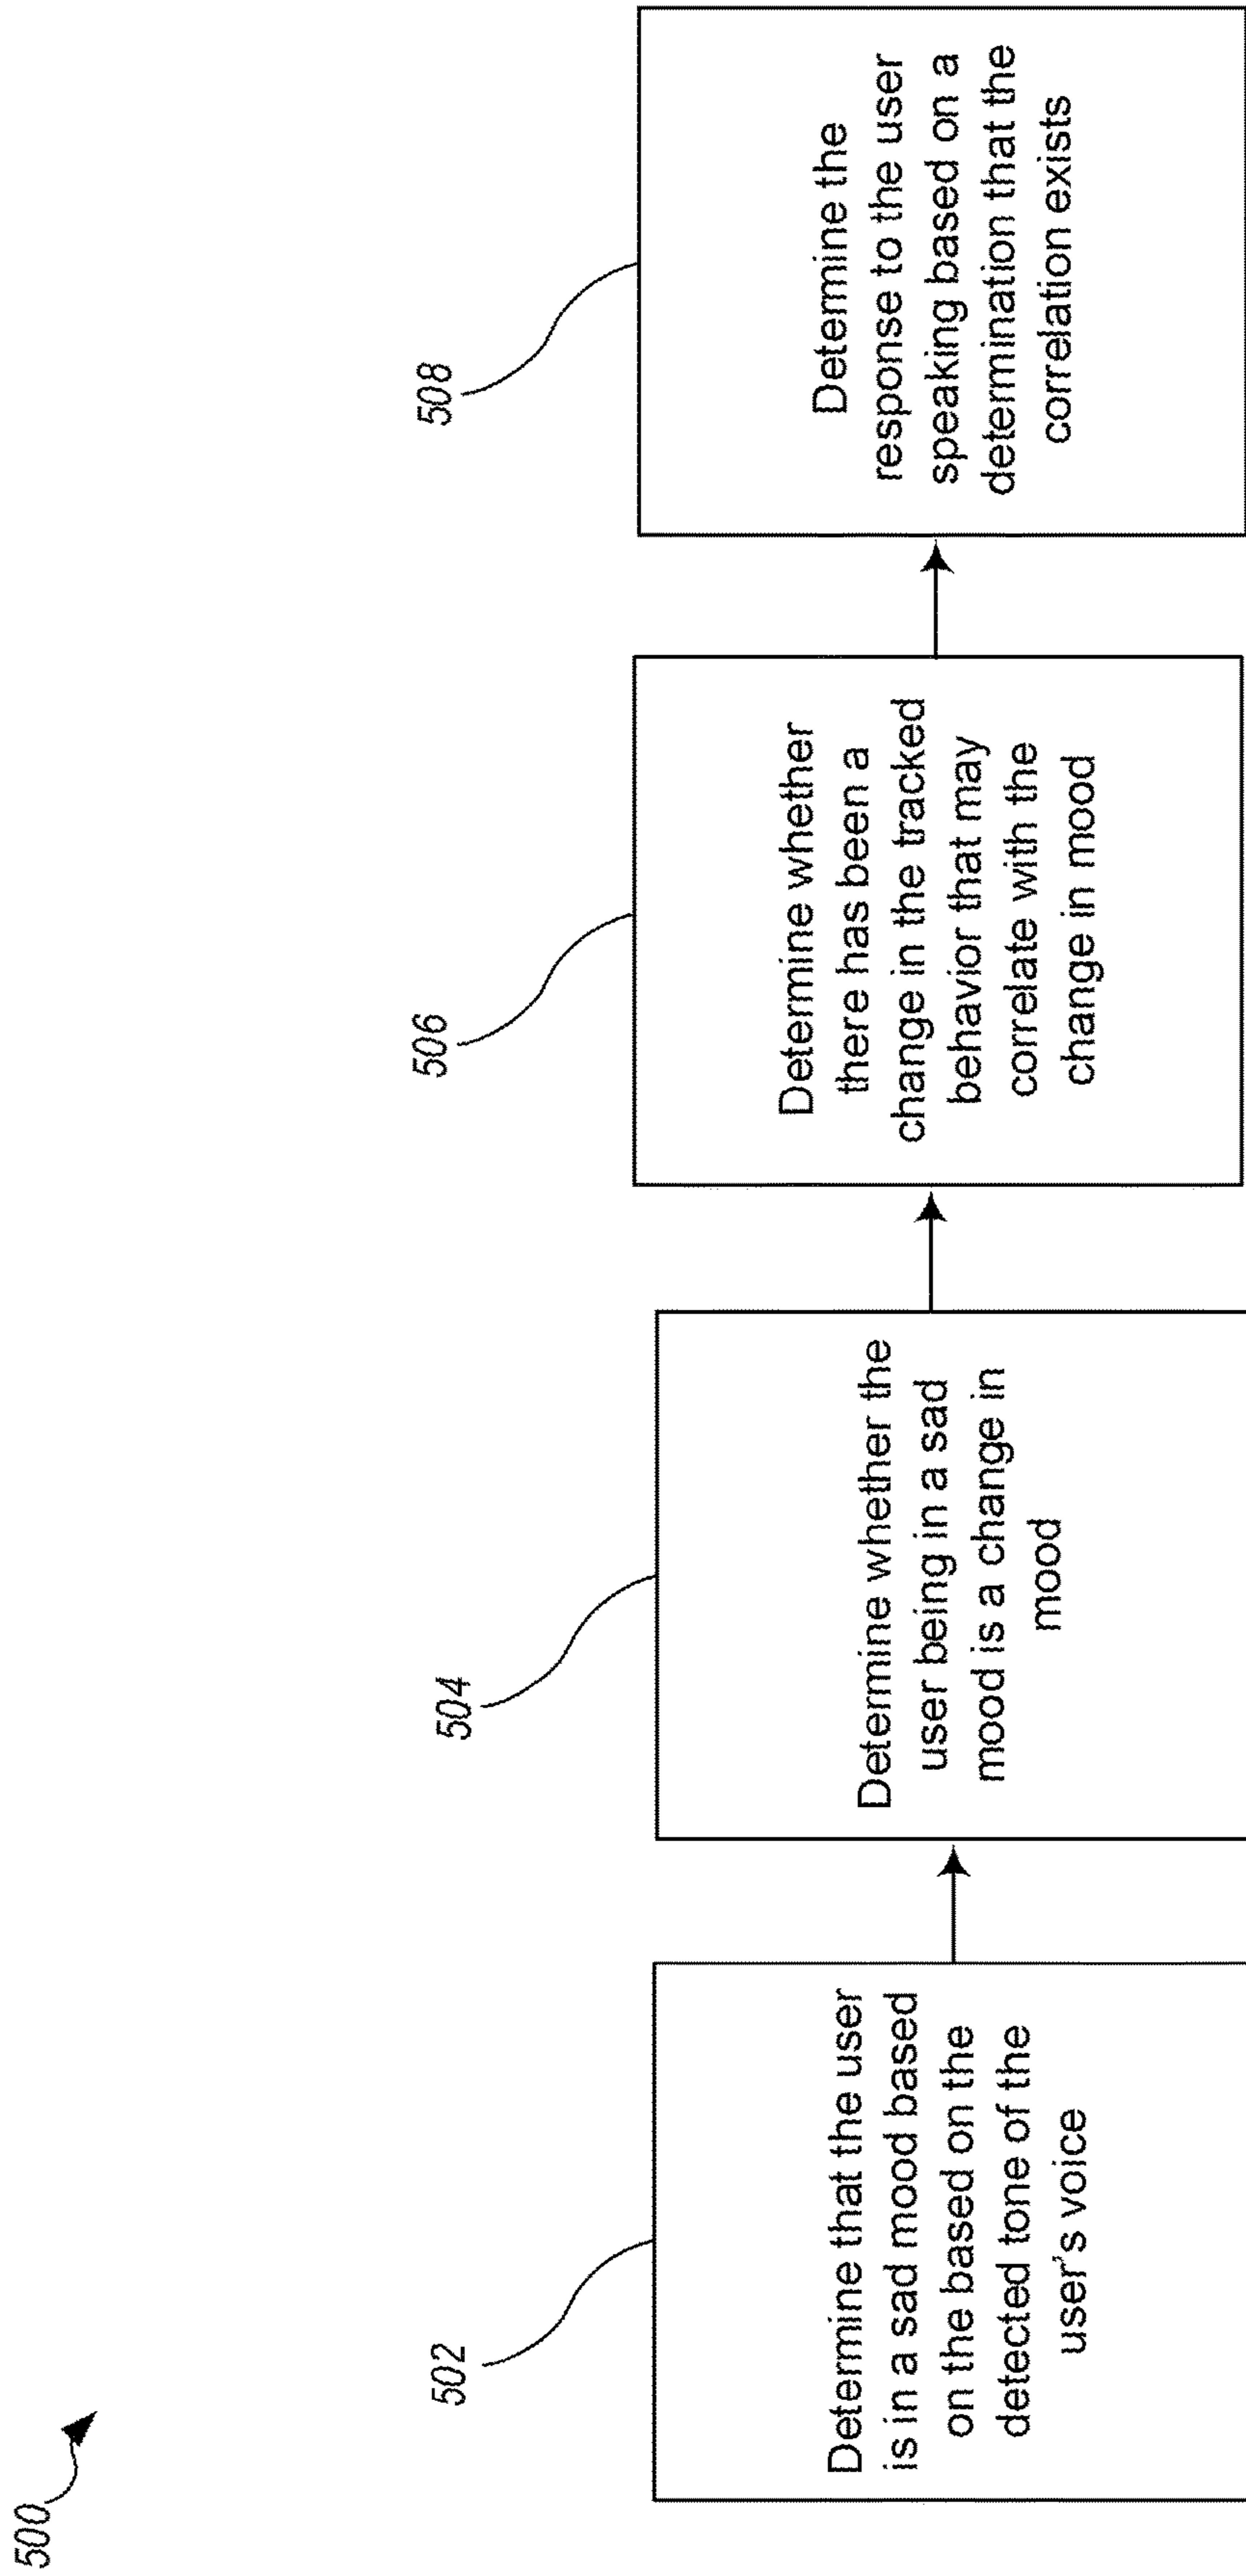 500
502
Determine that the user
is in a sad mood based
on the based on the
detected tone of the
user's voice
504
Determine whether the
user being in a sad
mood is a change in
mood
506
Determine whether
there has been a
change in the tracked
behavior that may
correlate with the
change in mood
508
Determine the
response to the user
speaking based on a
determination that the
correlation exists